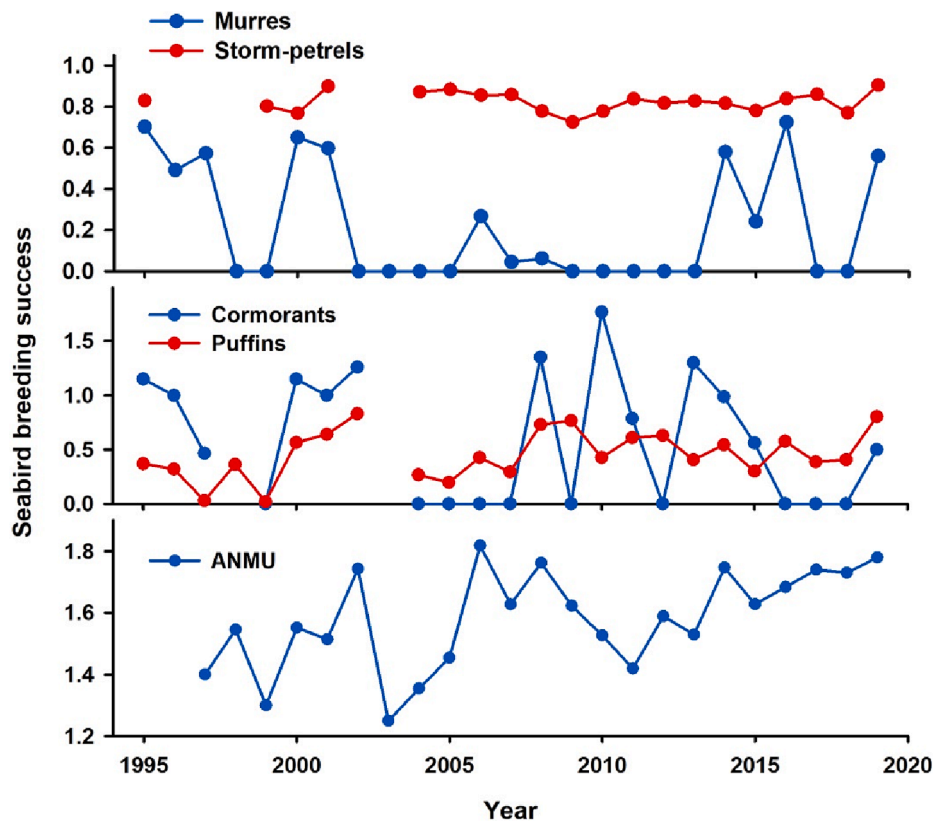 Murres
Storm-petrels
1.0
0.8
0.6
0.4
0.2
0.0
Cormorants
Puffins
1.5
1.0
0.5
0.0
ANMU
1.8
1.6
1.4
1.2
1995 2000 2005 2010 2015 2020
Year
Seabird breeding success